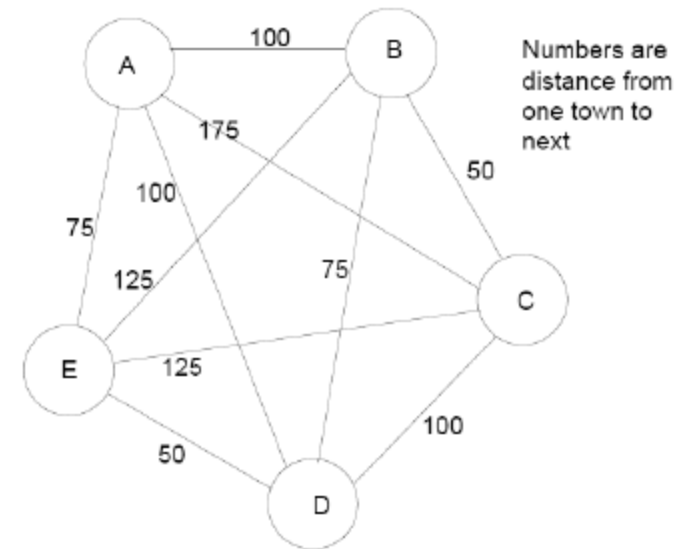 100
A
B
Numbers are
distance from
one town to
next
175
50
100
75
75
125
C
125
E
100
50
D